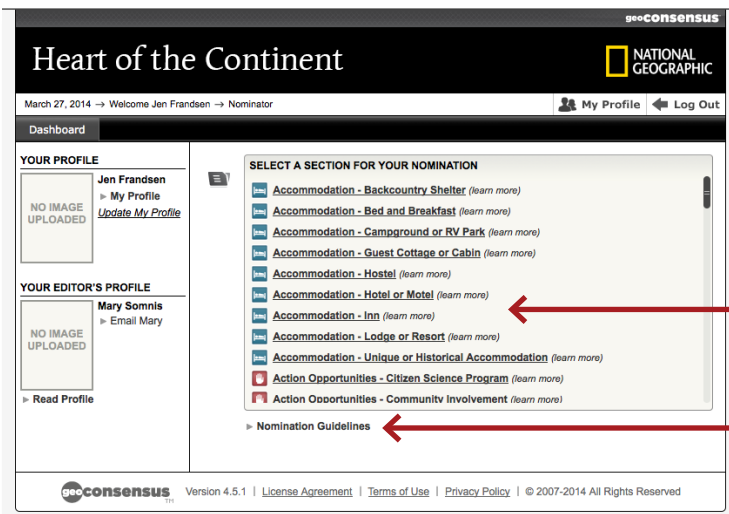 geoconsensus
Heart of the Continent
NATIONAL
GEOGRAPHIC
March 27, 2014 → Welcome Jen Frandsen → Nominator
My Profile
Log Out
Dashboard
YOUR PROFILE
NO IMAGE
UPLOADED
Jen Frandsen
► My Profile
Update My Profile
YOUR EDITOR'S PROFILE
NO IMAGE
UPLOADED
Mary Somnis
► Email Mary
► Read Profile
SELECT A SECTION FOR YOUR NOMINATION
Accommodation - Backcountry Shelter (learn more)
Accommodation - Bed and Breakfast (learn more)
Accommodation - Campground or RV Park (learn more)
Accommodation - Guest Cottage or Cabin (learn more)
Accommodation - Hostel (learn more)
Accommodation - Hotel or Motel (learn more)
Accommodation - Inn (learn more)
Accommodation - Lodge or Resort (learn more)
Accommodation - Unique or Historical Accommodation (learn more)
Action Opportunities - Citizen Science Program (learn more)
Action Opportunities - Community Involvement (learn more)
► Nomination Guidelines
geoconsensus TM Version 4.5.1 | License Agreement | Terms of Use | Privacy Policy | © 2007-2014 All Rights Reserved